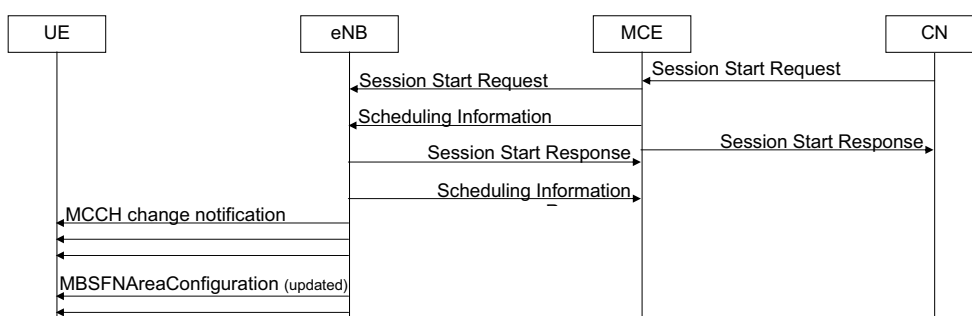 UE
eNB
MCE
CN
Session Start Request
Session Start Request
Scheduling Information
Session Start Response
Session Start Response
Scheduling Information
MCCH change notification
MBSFNAreaConfiguration (updated)